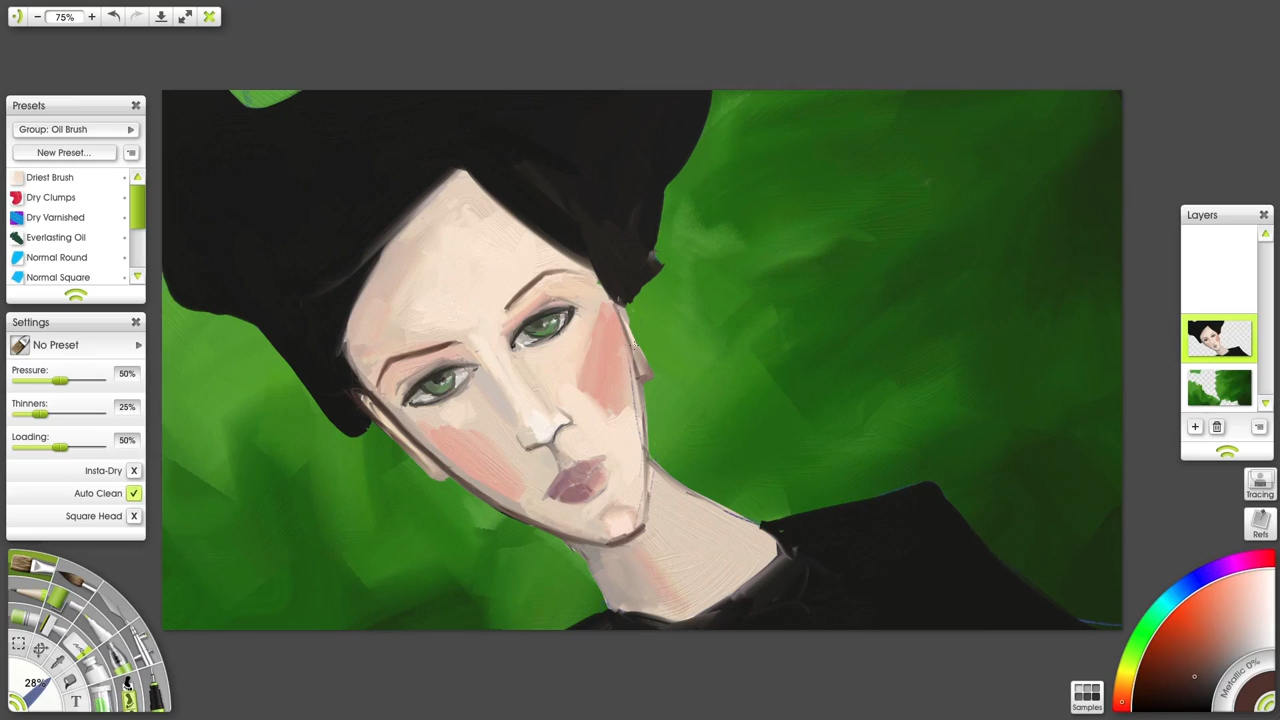 75%
Presets
Group: Oil Brush
New Preset...
Driest Brush
Dry Clumps
Dry Varnished
Everlasting Oil
Normal Round
Normal Square
Settings
No Preset
Pressure: 50%
Thinners: 25%
Loading: 50%
Insta-Dry X
Auto Clean
Square Head X
28%
T
Layers
Tracing
Refs
Metallic 0%
Samples